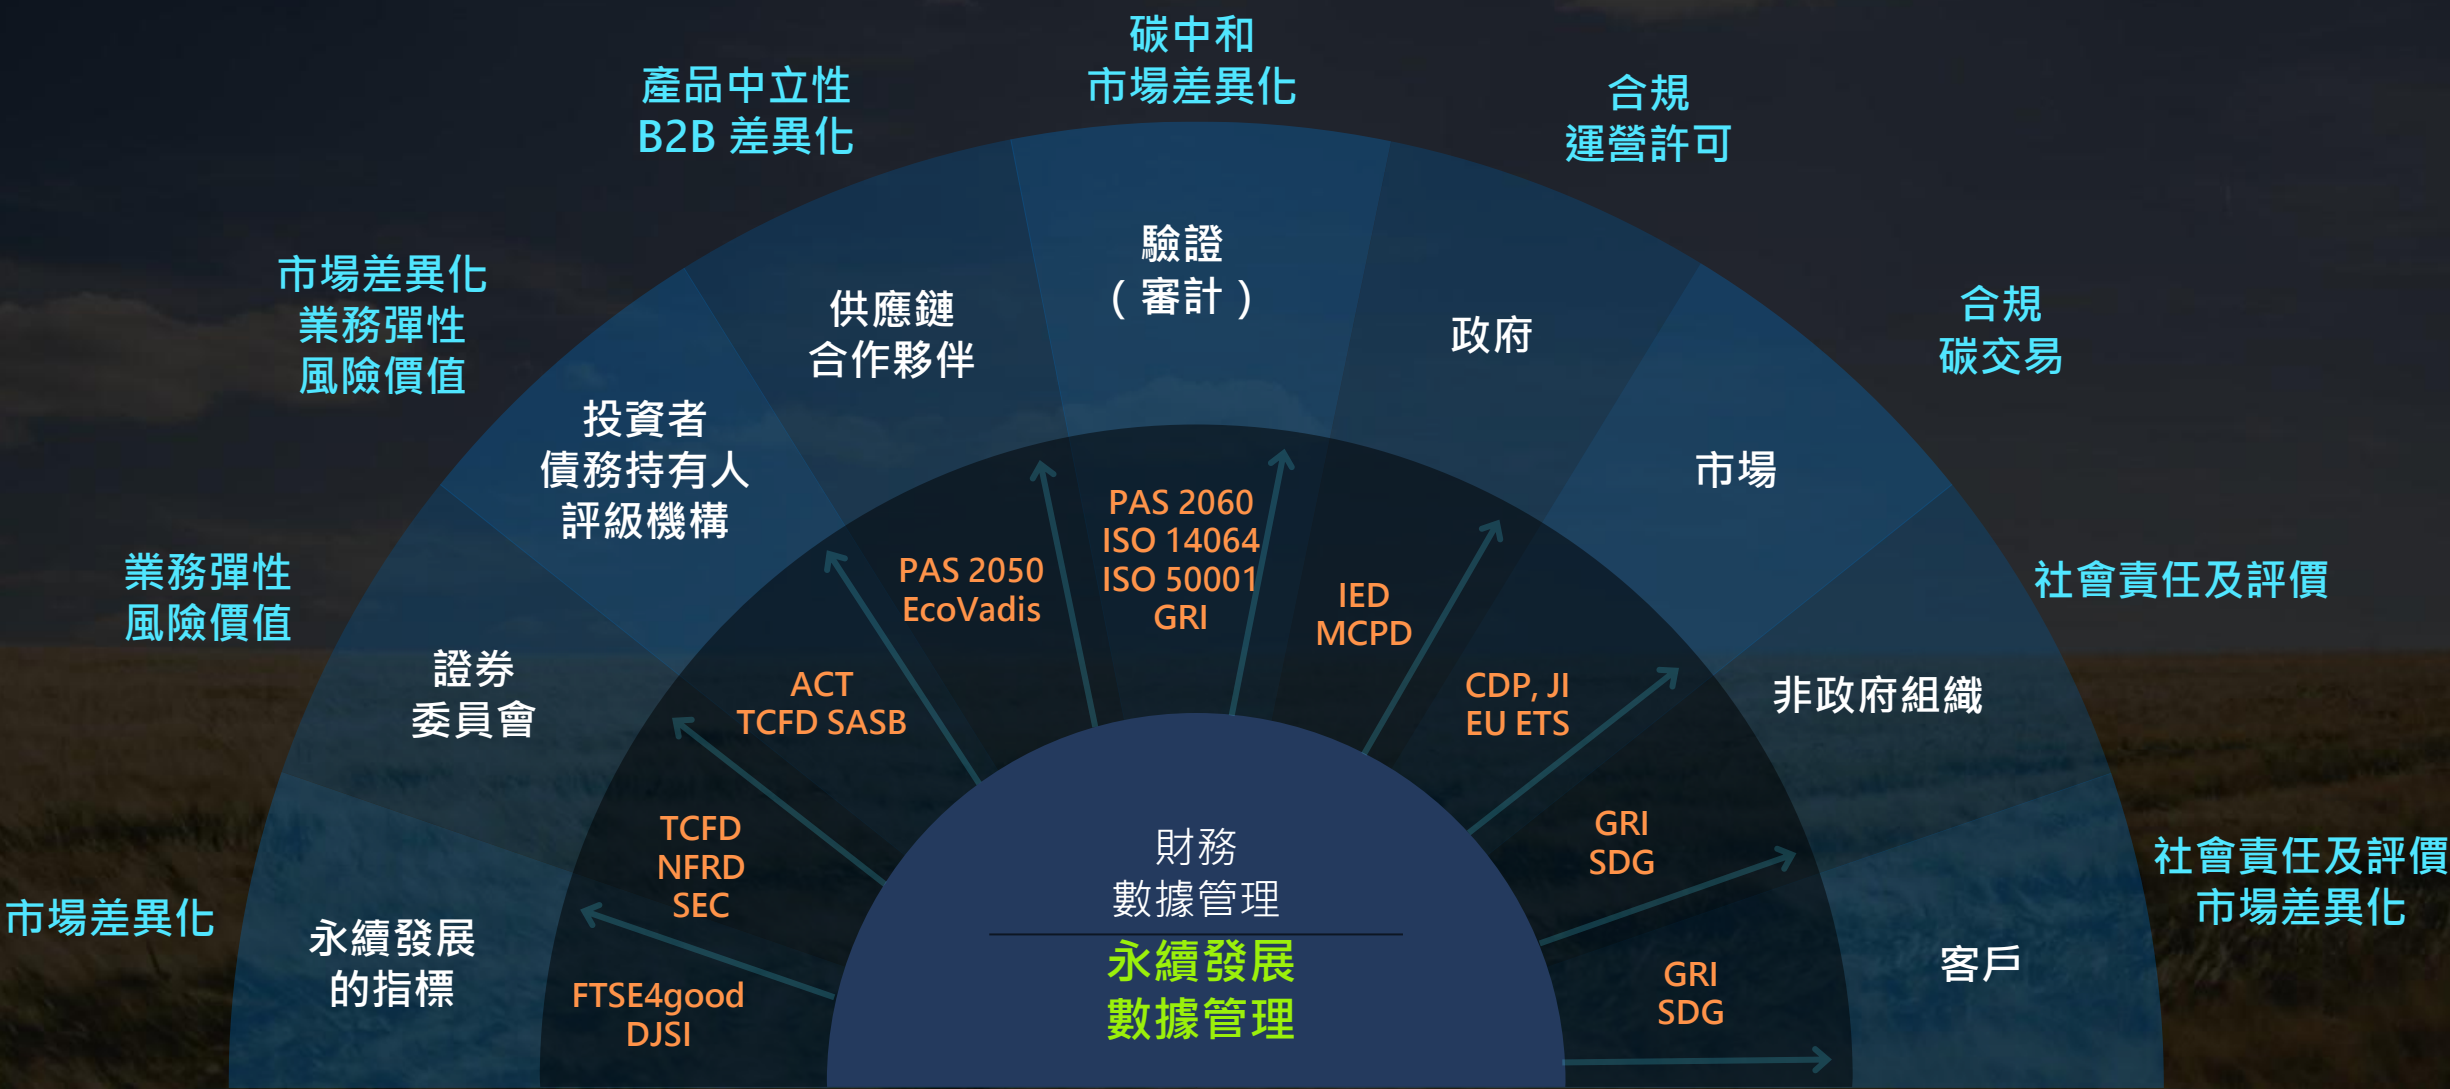 碳中和
市場差異化
產品中立性
B2B 差異化
合規
運營許可
市場差異化
業務彈性
風險價值
合規
碳交易
業務彈性
風險價值
社會責任及評價
市場差異化
社會責任及評價
市場差異化
驗證
（審計）
供應鏈
合作夥伴
政府
投資者
債務持有人
評級機構
市場
證券
委員會
非政府組織
永續發展
的指標
客戶
PAS 2060
ISO 14064
ISO 50001
GRI
PAS 2050
EcoVadis
IED
MCPD
ACT
TCFD SASB
CDP, JI
EU ETS
TCFD
NFRD
SEC
GRI
SDG
FTSE4good
DJSI
GRI
SDG
財務
數據管理
永續發展
數據管理